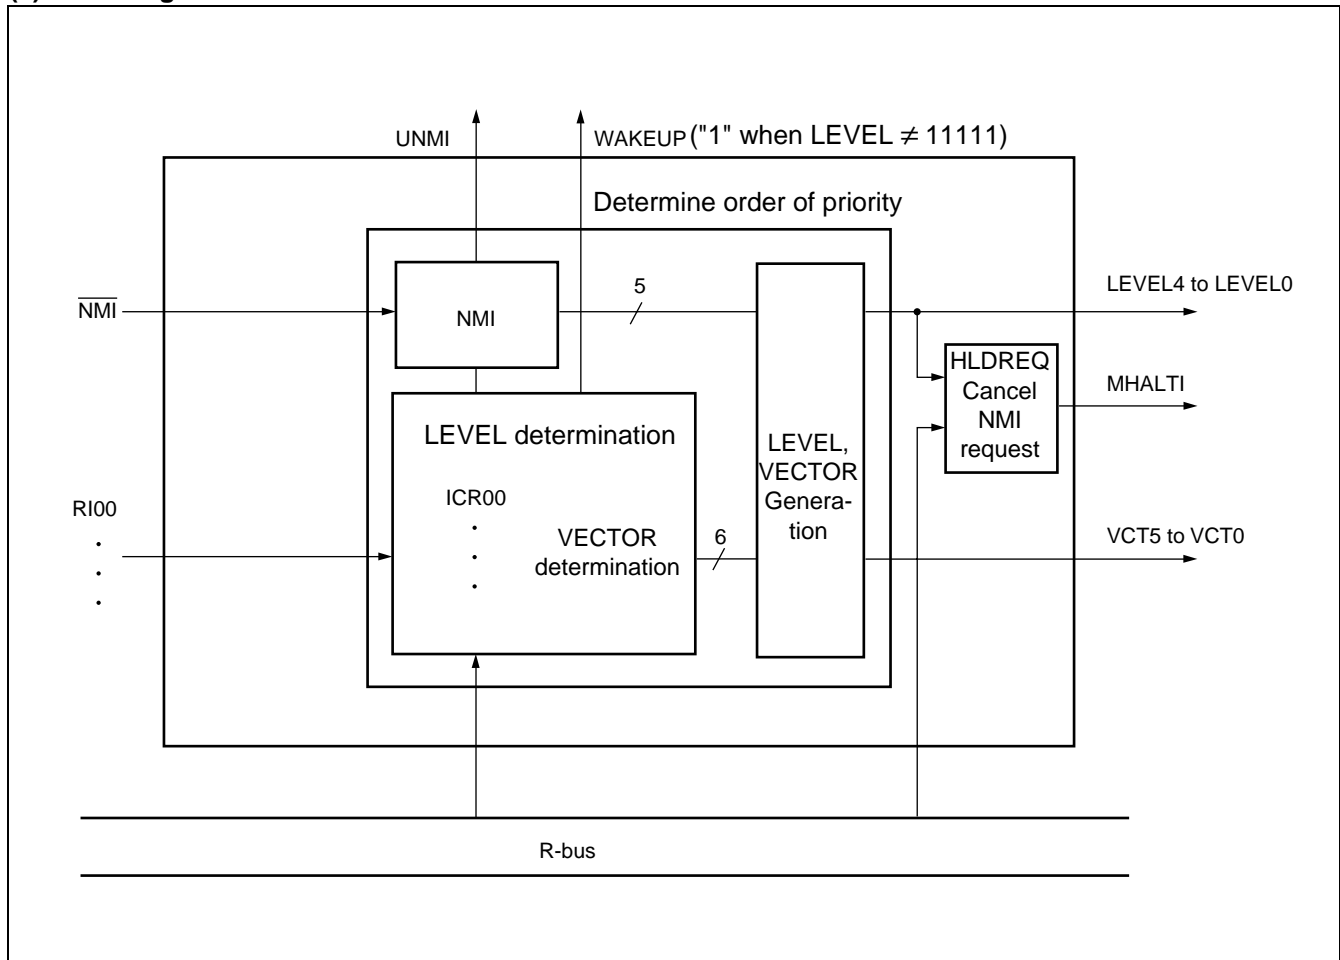 UNMI
WAKEUP ("1" when LEVEL ≠ 11111)
Determine order of priority
NMI
NMI
5
LEVEL4 to LEVEL0
HLDREQ
Cancel
NMI
request
MHALTI
LEVEL determination
ICR00
VECTOR
determination
6
LEVEL,
VECTOR
Genera-
tion
RI00
VCT5 to VCT0
R-bus